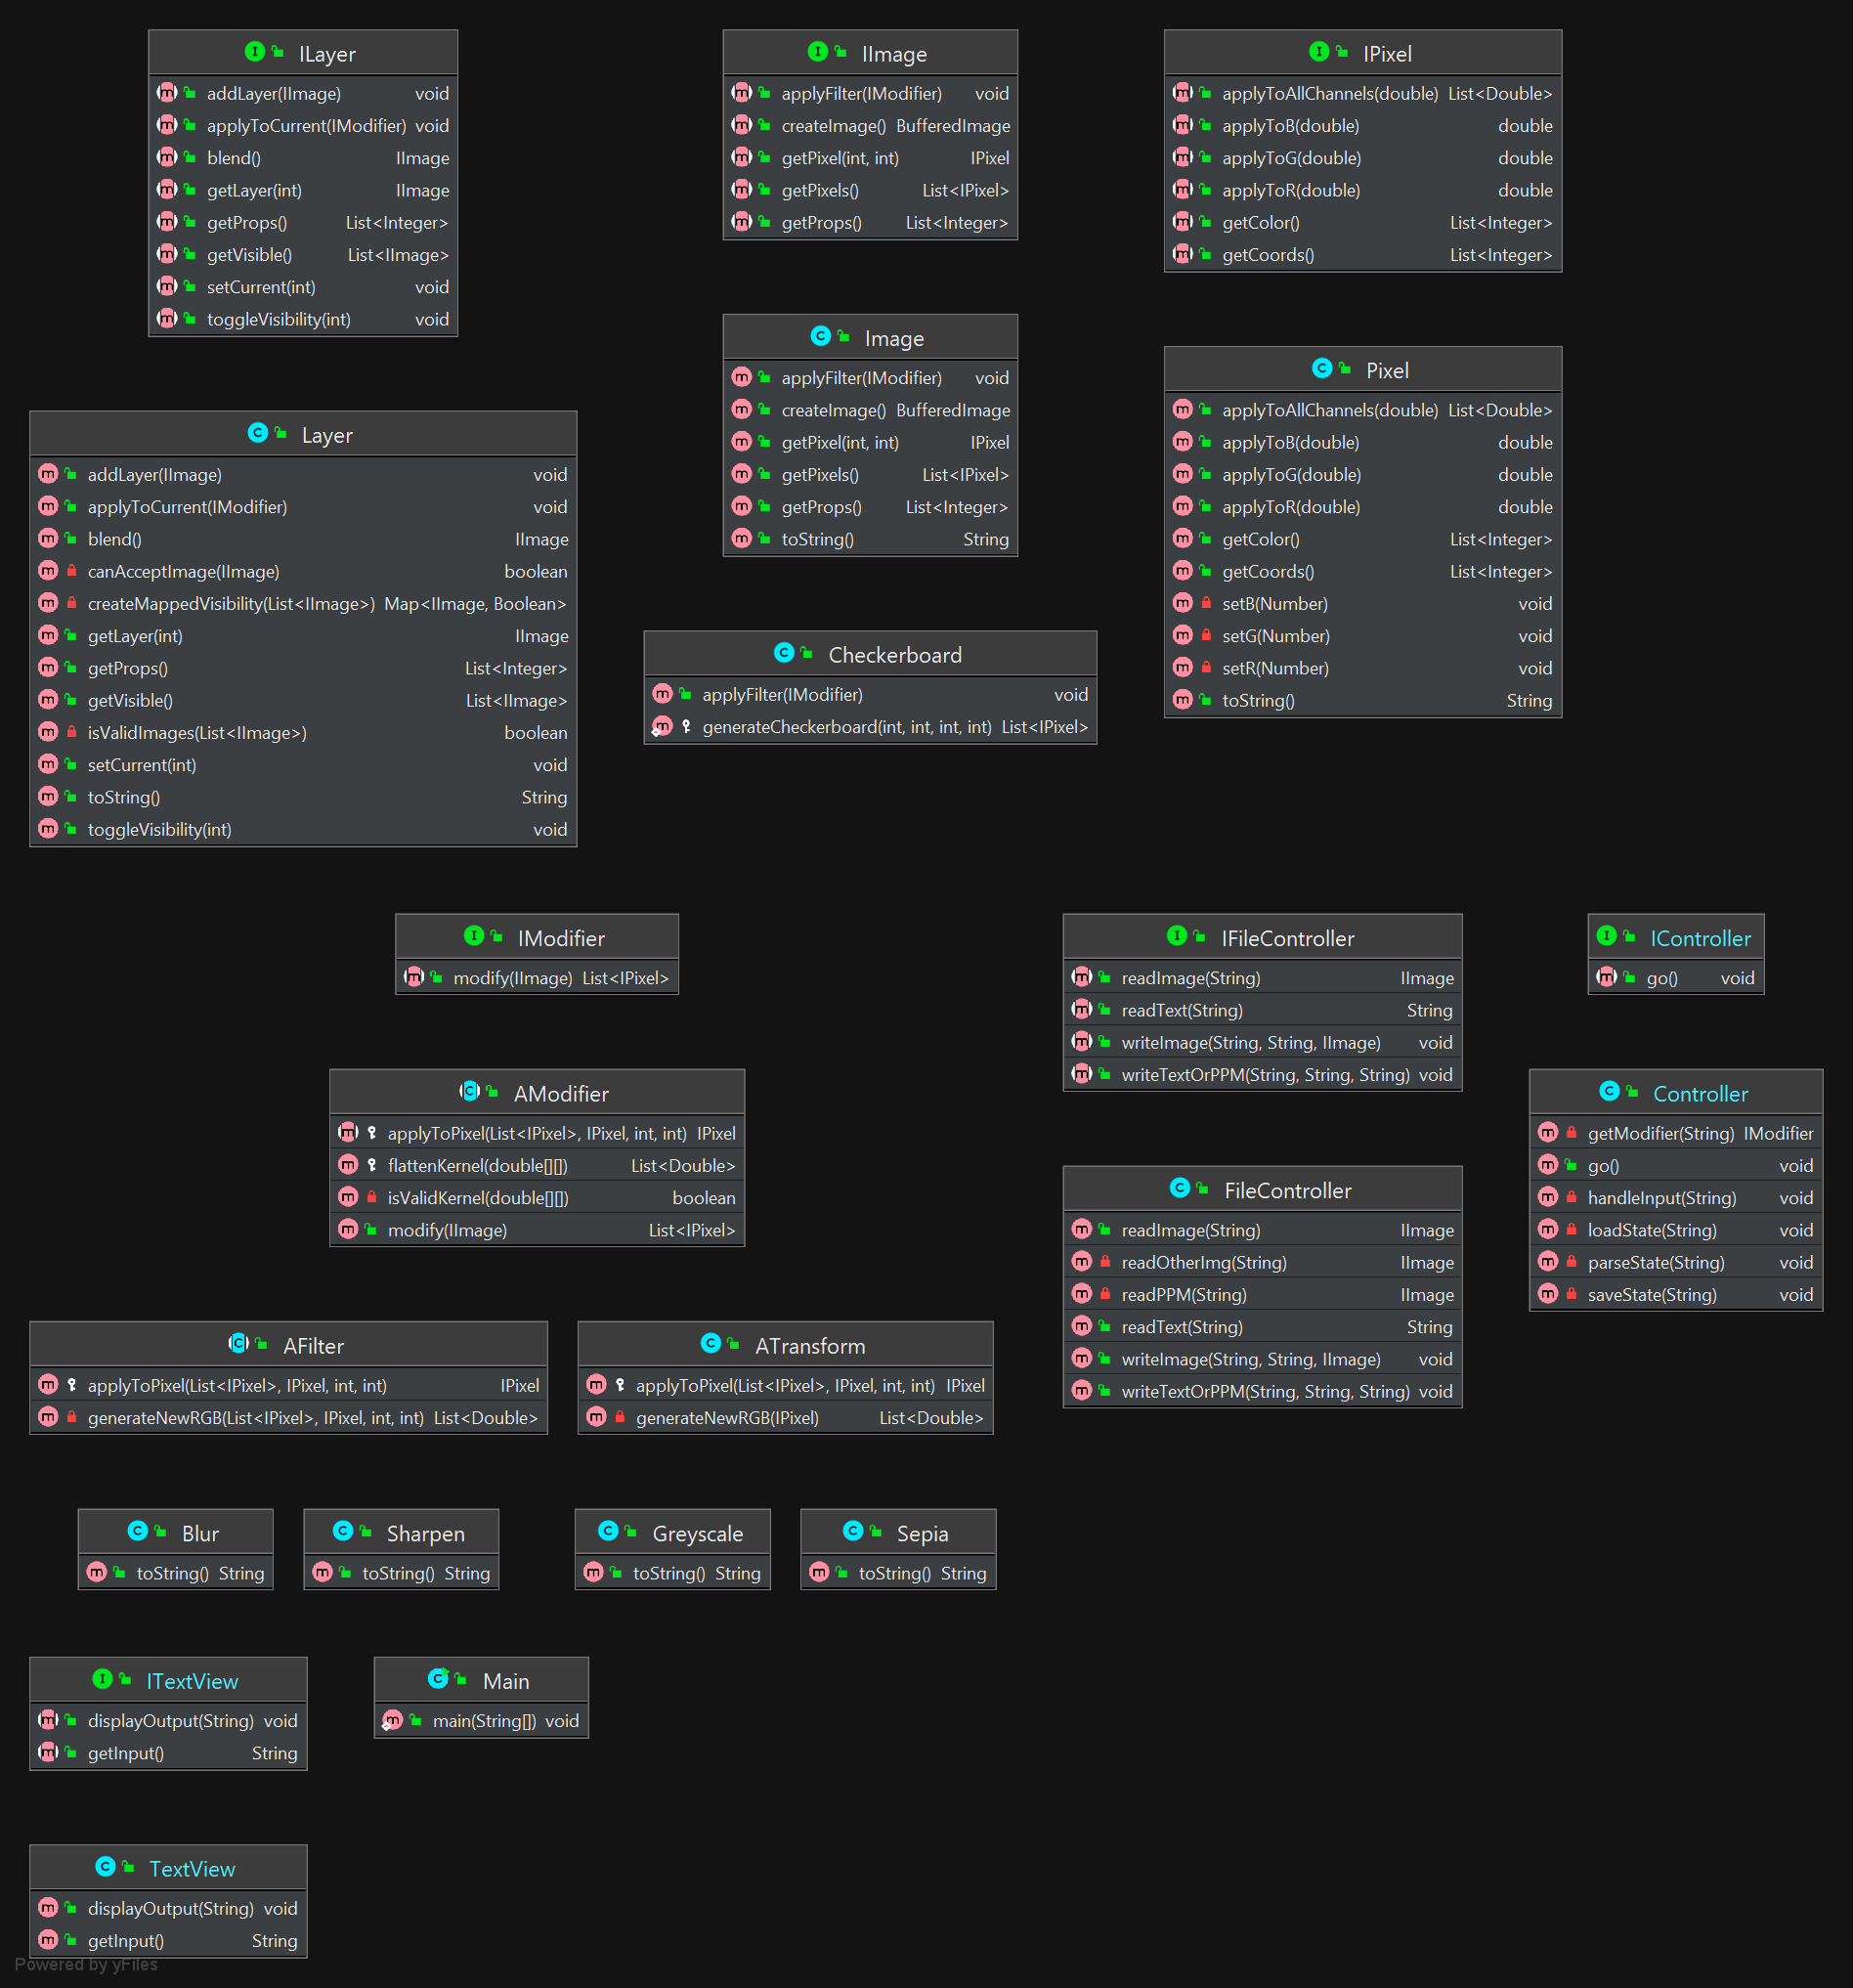 ILayer
addLayer(IImage) void
applyToCurrent(IModifier) void
blend() IImage
getLayer(int) IImage
getProps() List<Integer>
getVisible() List<IImage>
setCurrent(int) void
toggleVisibility(int) void
IImage
applyFilter(IModifier) void
createImage() BufferedImage
getPixel(int, int) IPixel
getPixels() List<IPixel>
getProps() List<Integer>
IPixel
applyToAllChannels(double) List<Double>
applyToB(double) double
applyToG(double) double
applyToR(double) double
getColor() List<Integer>
getCoords() List<Integer>
Image
applyFilter(IModifier) void
createImage() BufferedImage
getPixel(int, int) IPixel
getPixels() List<IPixel>
getProps() List<Integer>
toString() String
Pixel
applyToAllChannels(double) List<Double>
applyToB(double) double
applyToG(double) double
applyToR(double) double
getColor() List<Integer>
getCoords() List<Integer>
setB(Number) void
setG(Number) void
setR(Number) void
toString() String
Layer
addLayer(IImage) void
applyToCurrent(IModifier) void
blend() IImage
canAcceptImage(IImage) boolean
createMappedVisibility(List<IImage>) Map<IImage, Boolean>
getLayer(int) IImage
getProps() List<Integer>
getVisible() List<IImage>
isValidImages(List<IImage>) boolean
setCurrent(int) void
toString() String
toggleVisibility(int) void
Checkerboard
applyFilter(IModifier) void
generateCheckerboard(int, int, int, int) List<IPixel>
IModifier
modify(IImage) List<IPixel>
IFileController
readImage(String) IImage
readText(String) String
writeImage(String, String, IImage) void
writeTextOrPPM(String, String, String) void
IController
go() void
AModifier
applyToPixel(List<IPixel>, IPixel, int, int) IPixel
flattenKernel(double[][]) List<Double>
isValidKernel(double[][]) boolean
modify(IImage) List<IPixel>
Controller
getModifier(String) IModifier
go() void
handleInput(String) void
loadState(String) void
parseState(String) void
saveState(String) void
FileController
readImage(String) IImage
readOtherImg(String) IImage
readPPM(String) IImage
readText(String) String
writeImage(String, String, IImage) void
writeTextOrPPM(String, String, String) void
AFilter
applyToPixel(List<IPixel>, IPixel, int, int) IPixel
generateNewRGB(List<IPixel>, IPixel, int, int) List<Double>
ATransform
applyToPixel(List<IPixel>, IPixel, int, int) IPixel
generateNewRGB(IPixel) List<Double>
Blur
toString() String
Sharpen
toString() String
Greyscale
toString() String
Sepia
toString() String
ITextView
displayOutput(String) void
getInput() String
Main
main(String[]) void
TextView
displayOutput(String) void
getInput() String
Powered by yFiles